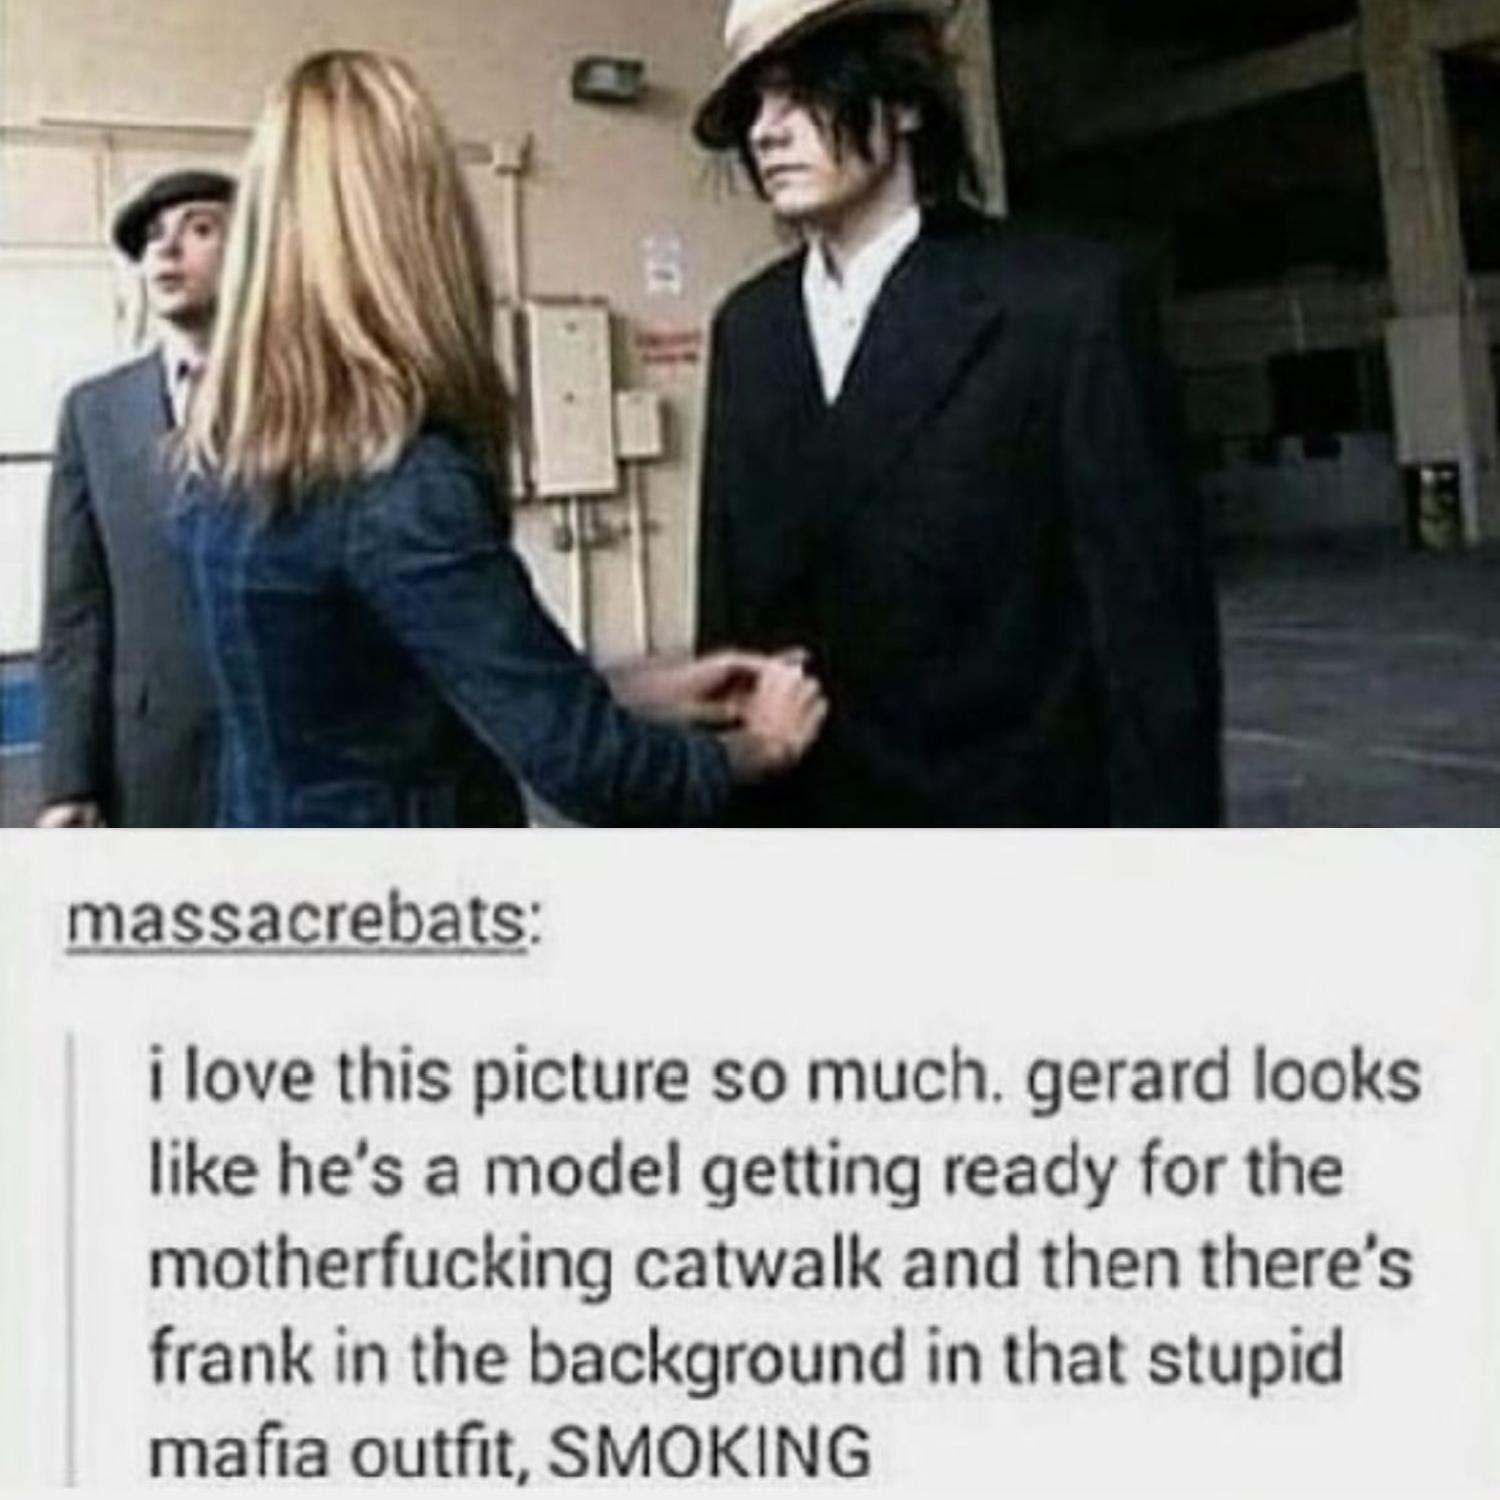 massacrebats:
i love this picture so much. gerard looks
like he's a model getting ready for the
motherfucking catwalk and then there's
frank in the background in that stupid
mafia outfit, SMOKING